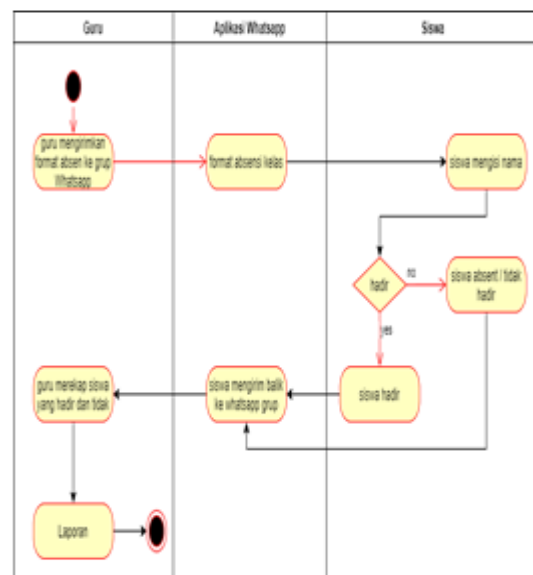 Guru
Aplikasi Whatsapp
Siswa
guru mengirimkan
format absen ke grup
Whatsapp
format absensi kelas
siswa mengisi nama
hadir
no
siswa absent / tidak
hadir
yes
guru merekap siswa
yang hadir dan tidak
siswa mengirim balik
ke whatsapp grup
siswa hadir
Laporan